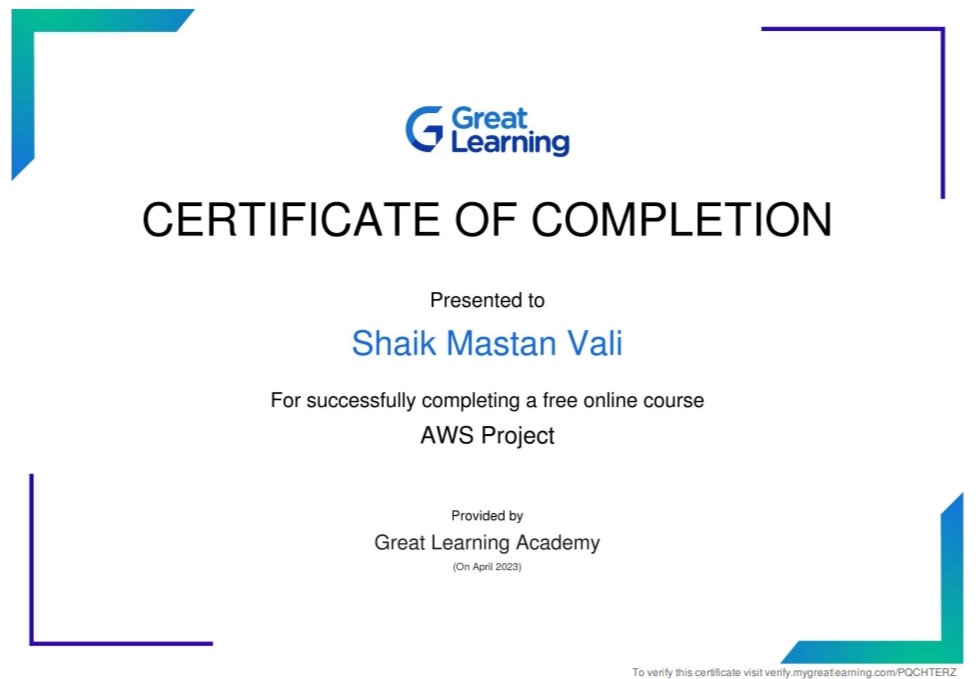 Great
Learning
CERTIFICATE OF COMPLETION
Presented to
Shaik Mastan Vali
For successfully completing a free online course
AWS Project
Provided by
Great Learning Academy
(On April 2023)
To verify this certificate visit verify.mygreatlearning.com/PQCHTERZ